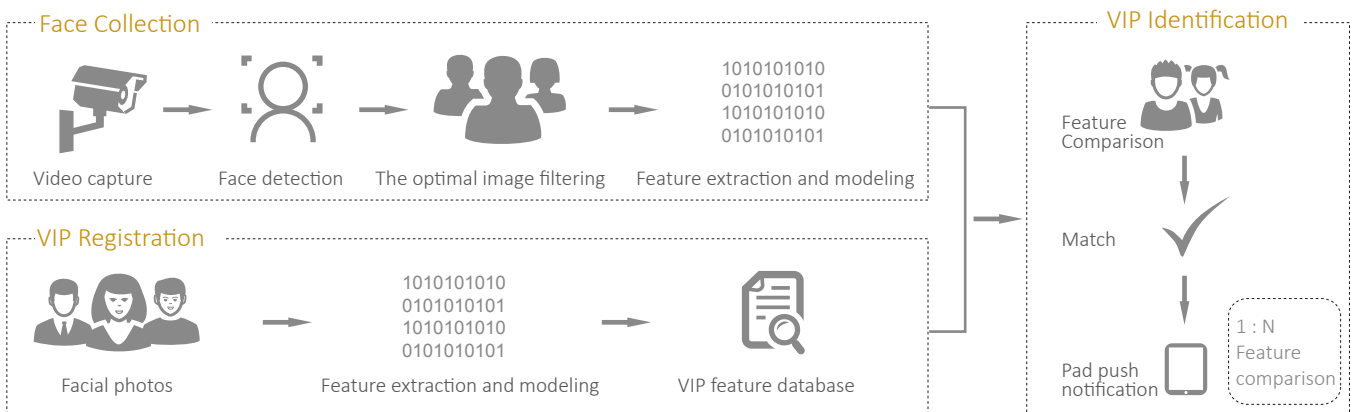 Face Collection
1010101010
0101010101
1010101010
0101010101
Video capture
Face detection
The optimal image filtering
Feature extraction and modeling
VIP Registration
1010101010
0101010101
1010101010
0101010101
Facial photos
Feature extraction and modeling
VIP feature database
VIP Identification
Feature
Comparison
Match
Pad push
notification
1 : N
Feature
comparison